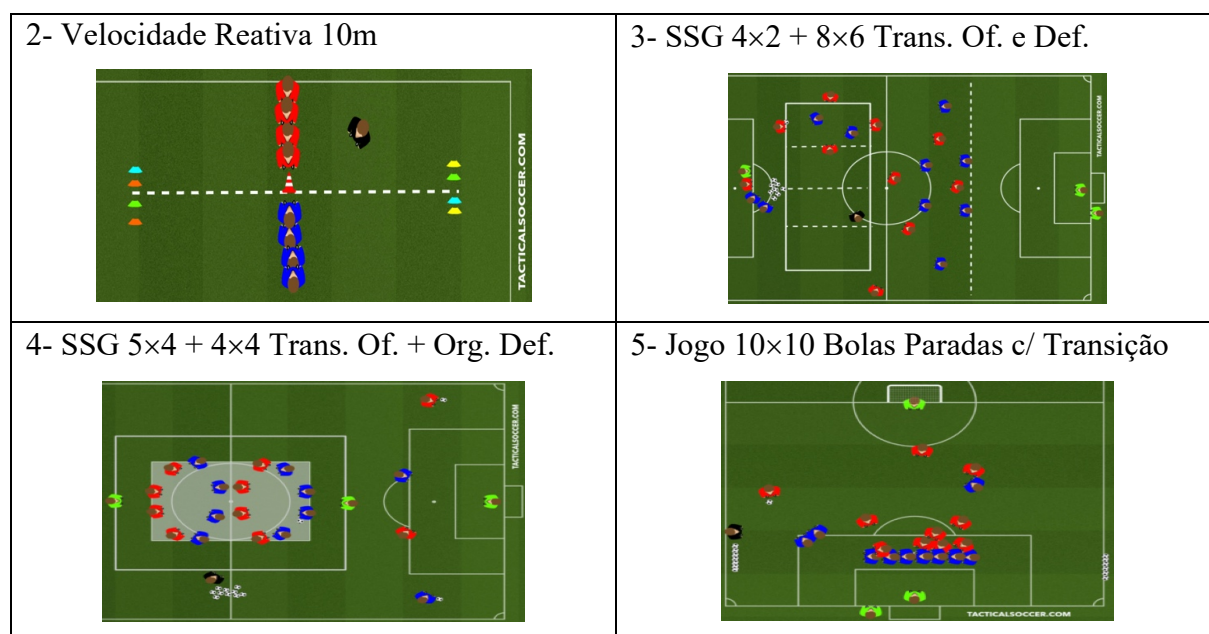 2- Velocidade Reativa 10m
TACTICALSOCCER.COM
3- SSG 4×2 + 8×6 Trans. Of. e Def.
TACTICALSOCCER.COM
4- SSG 5×4 + 4×4 Trans. Of. + Org. Def.
TACTICALSOCCER.COM
5- Jogo 10×10 Bolas Paradas c/ Transição
TACTICALSOCCER.COM